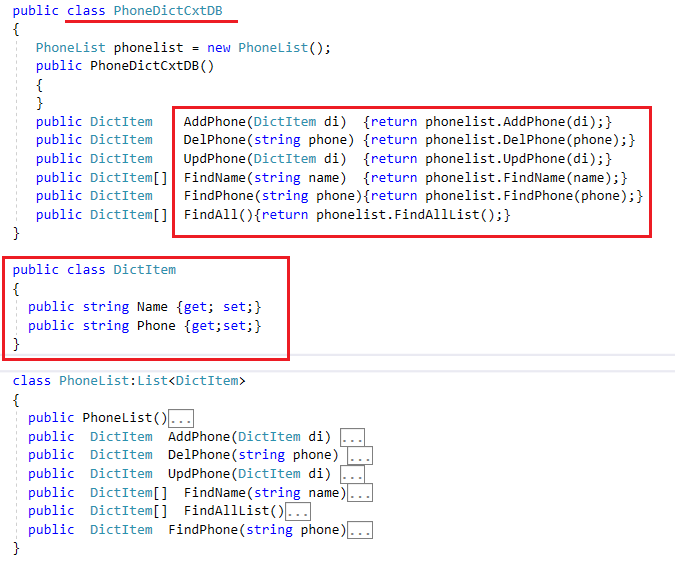 public class PhoneDictCxtDB
{
PhoneList phonelist = new PhoneList();
public PhoneDictCxtDB()
{
}
public DictItem AddPhone(DictItem di) {return phonelist.AddPhone(di);}
public DictItem DelPhone(string phone) {return phonelist.DelPhone(phone);}
public DictItem UpdPhone(DictItem di) {return phonelist.UpdPhone(di);}
public DictItem[] FindName(string name) {return phonelist.FindName(name);}
public DictItem FindPhone(string phone){return phonelist.FindPhone(phone);}
public DictItem[] FindAll(){return phonelist.FindAllList();}
}
public class DictItem
{
public string Name {get; set;}
public string Phone {get;set;}
}
class PhoneList:List<DictItem>
{
public PhoneList()...
public DictItem AddPhone(DictItem di) ...
public DictItem DelPhone(string phone) ...
public DictItem UpdPhone(DictItem di) ...
public DictItem[] FindName(string name)...
public DictItem[] FindAllList()...
public DictItem FindPhone(string phone)...
}